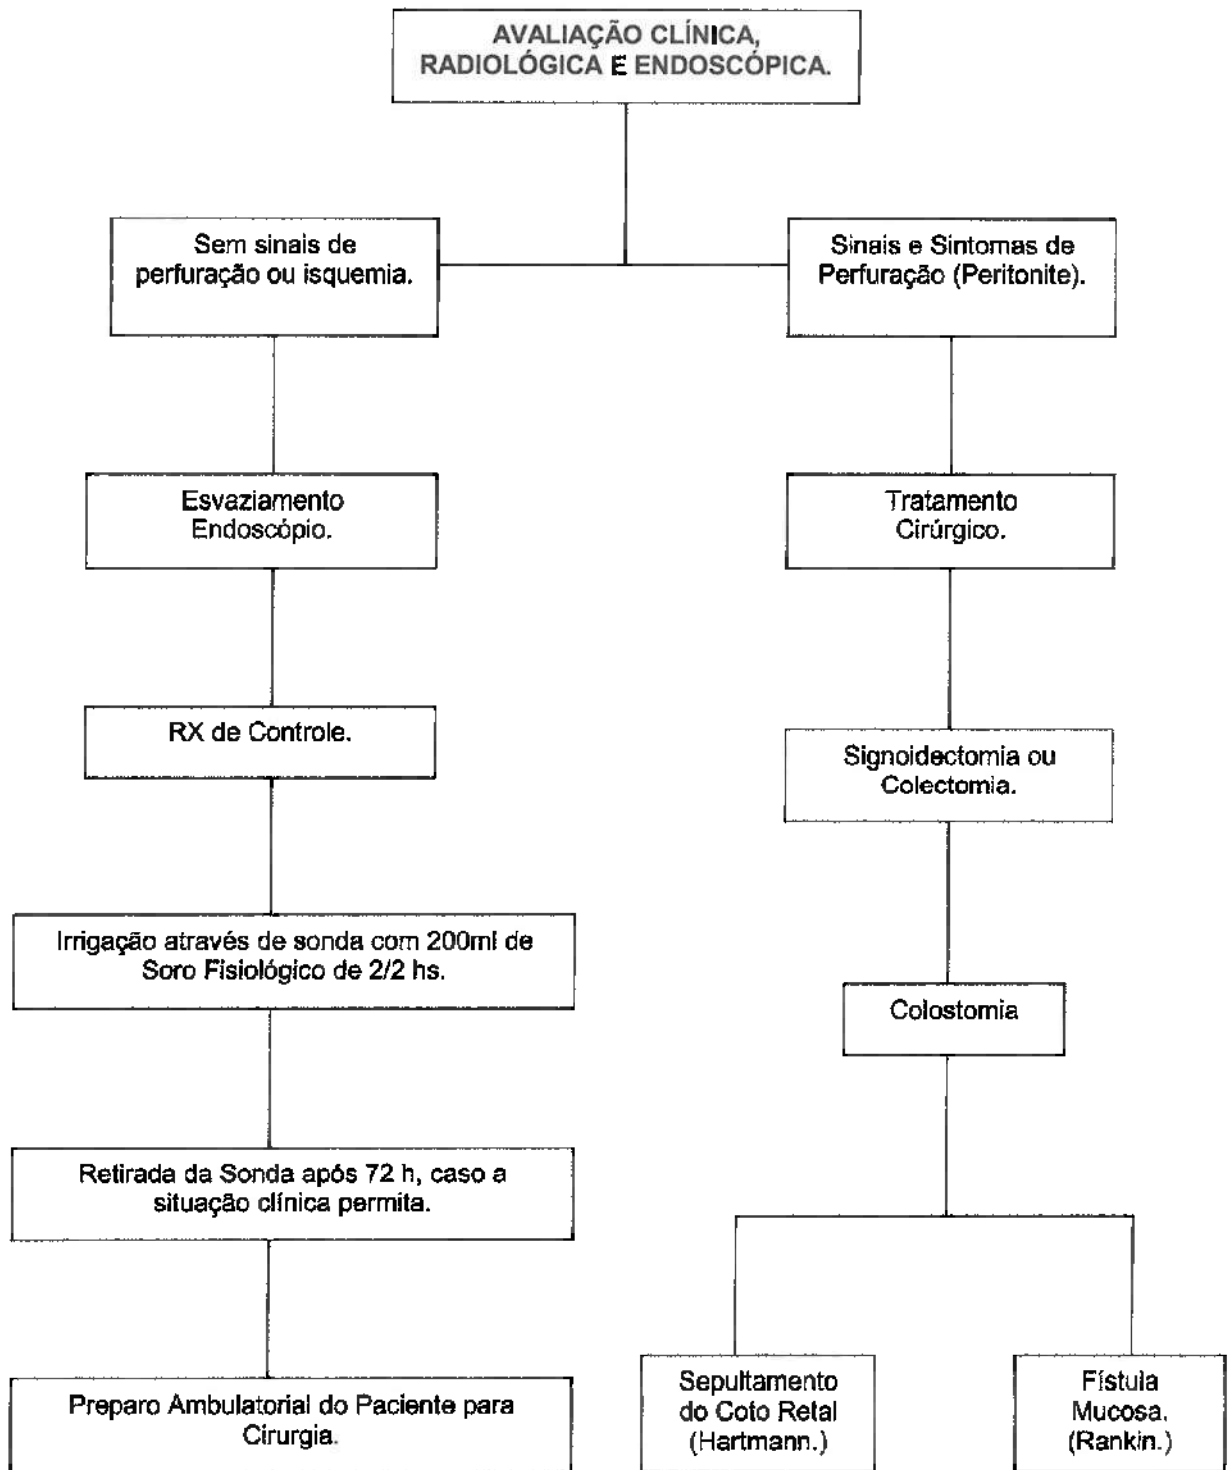 AVALIAÇÃO CLÍNICA,
RADIOLÓGICA E ENDOSCÓPICA.
Sem sinais de
perfuração ou isquemia.
Sinais e Sintomas de
Perfuração (Peritonite).
Esvaziamento
Endoscópio.
Tratamento
Cirúrgico.
RX de Controle.
Signoidectomia ou
Colectomia.
Irrigação através de sonda com 200ml de
Soro Fisiológico de 2/2 hs.
Colostomia
Retirada da Sonda após 72 h, caso a
situação clínica permita.
Preparo Ambulatorial do Paciente para
Cirurgia.
Sepultamento
do Coto Retal
(Hartmann.)
Fístula
Mucosa.
(Rankin.)